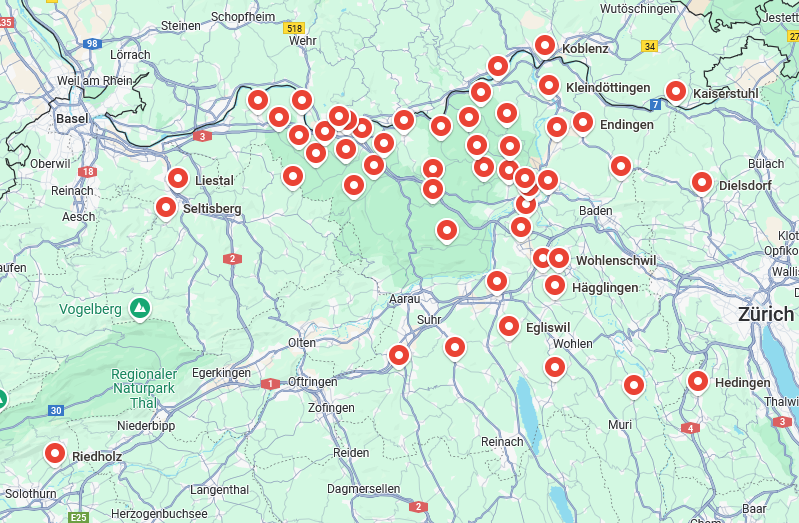 Wutöschingen
Schopfheim
Steinen
518
Wehr
.35
98
Lörrach
Koblenz
34
27
Jestett
Weil am Rhein
Kleindöttingen
Kaiserstuhl
7
Basel
3
Endingen
Oberwil
18
Liestal
Bülach
Reinach
Dielsdorf
Aesch
Seltisberg
Baden
Klot
Opfiko
2
Wohlenschwil
aufen
Wallis
Hägglingen
Aarau
Vogelberg
Suhr
Zürich
Egliswil
Olten
Wohlen
Regionaler
Naturpark
Thal
Egerkingen
1
Oftringen
Hedingen
30
Zofingen
Thalwi
Niederbipp
Muri
4
3
Reinach
Riedholz
Reiden
Solothurn
Langenthal
Dagmersellen
Herzogenbuchsee
E25
2
Cham
Baar